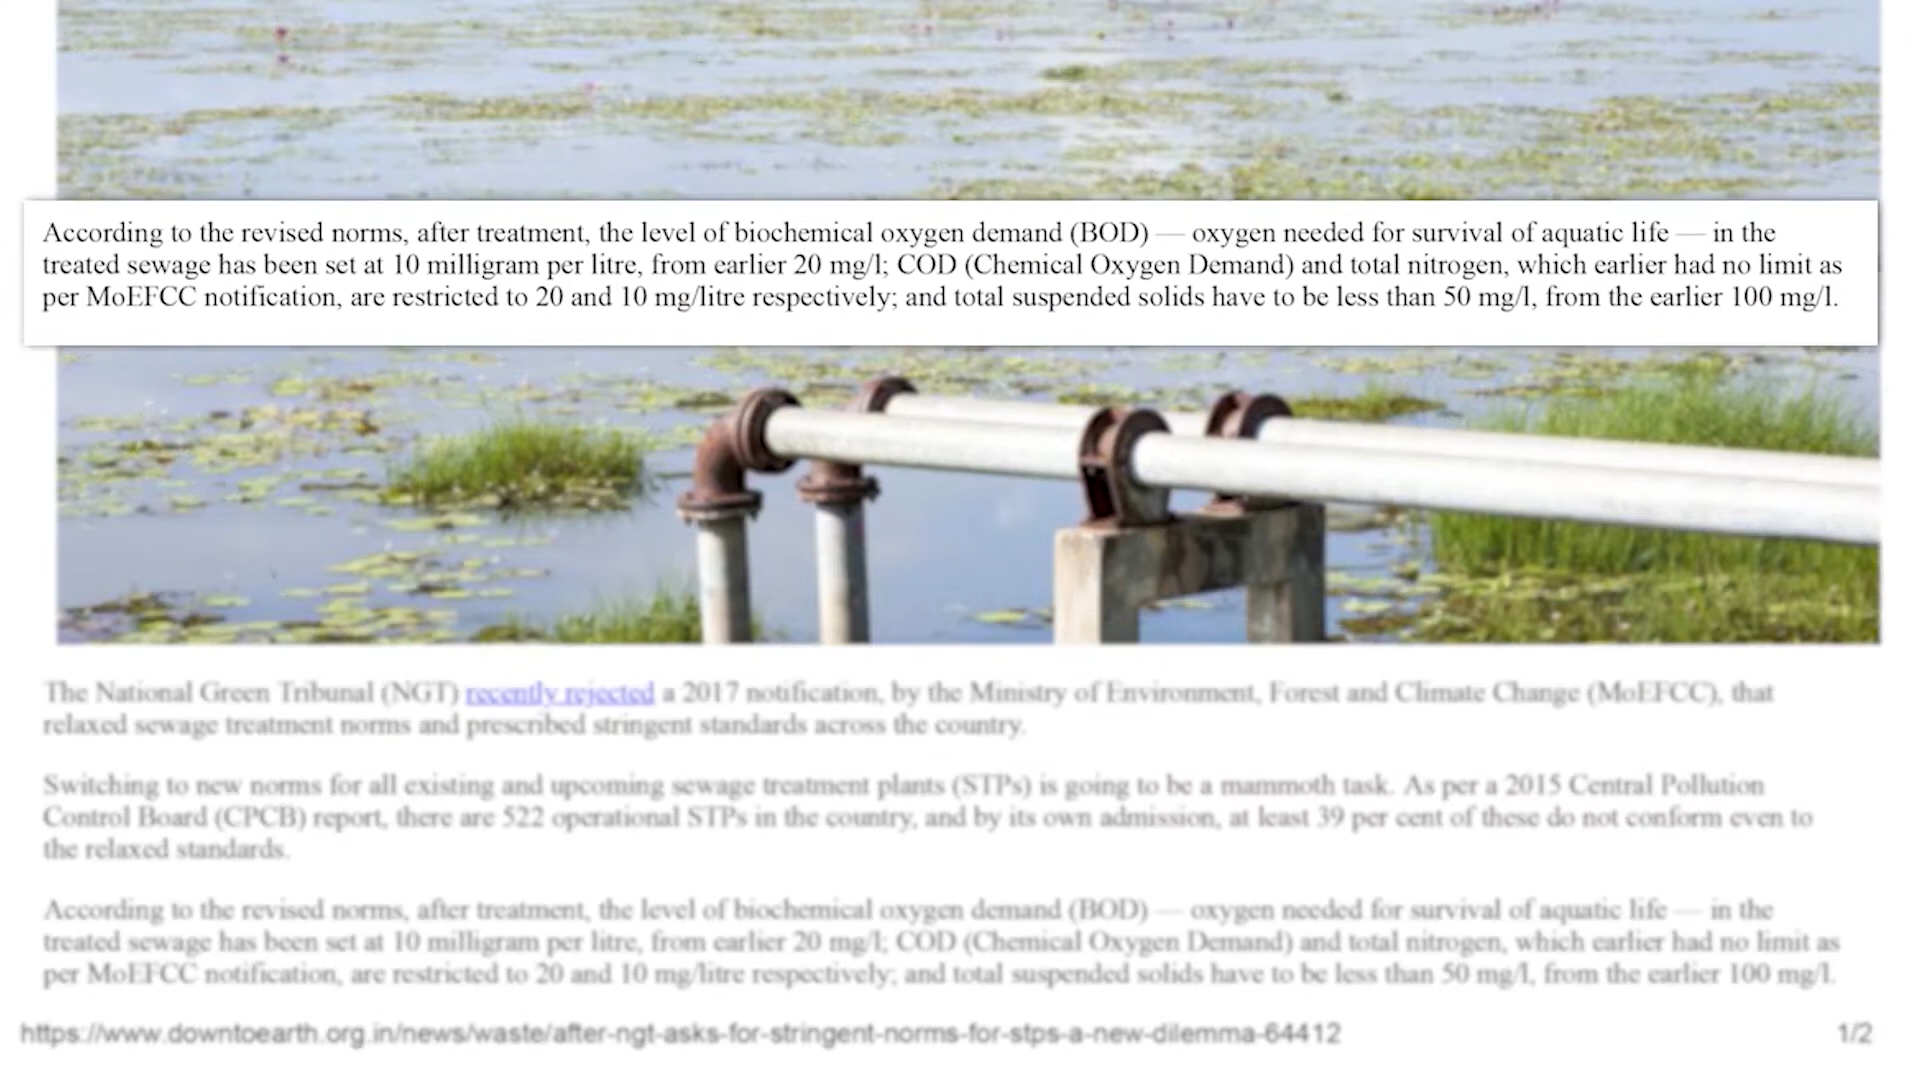 According to the revised norms, after treatment, the level of biochemical oxygen demand (BOD) — oxygen needed for survival of aquatic life — in the
treated sewage has been set at 10 milligram per litre, from earlier 20 mg/l; COD (Chemical Oxygen Demand) and total nitrogen, which earlier had no limit as
per MoEFCC notification, are restricted to 20 and 10 mg/litre respectively; and total suspended solids have to be less than 50 mg/l, from the earlier 100 mg/l.
The National Green Tribunal (NGT) recently rejected a 2017 notification, by the Ministry of Environment, Forest and Climate Change (MoEFCC), that
relaxed sewage treatment norms and prescribed stringent standards across the country.
Switching to new norms for all existing and upcoming sewage treatment plants (STPs) is going to be a mammoth task. As per a 2015 Central Pollution
Control Board (CPCB) report, there are 522 operational STPs in the country, and by its own admission, at least 39 per cent of these do not conform even to
the relaxed standards.
According to the revised norms, after treatment, the level of biochemical oxygen demand (BOD) — oxygen needed for survival of aquatic life — in the
treated sewage has been set at 10 milligram per litre, from earlier 20 mg/l; COD (Chemical Oxygen Demand) and total nitrogen, which earlier had no limit as
per MoEFCC notification, are restricted to 20 and 10 mg/litre respectively; and total suspended solids have to be less than 50 mg/l, from the earlier 100 mg/l.
https://www.downtoearth.org.in/news/waste/after-ngt-asks-for-stringent-norms-for-stps-a-new-dilemma-64412 1/2